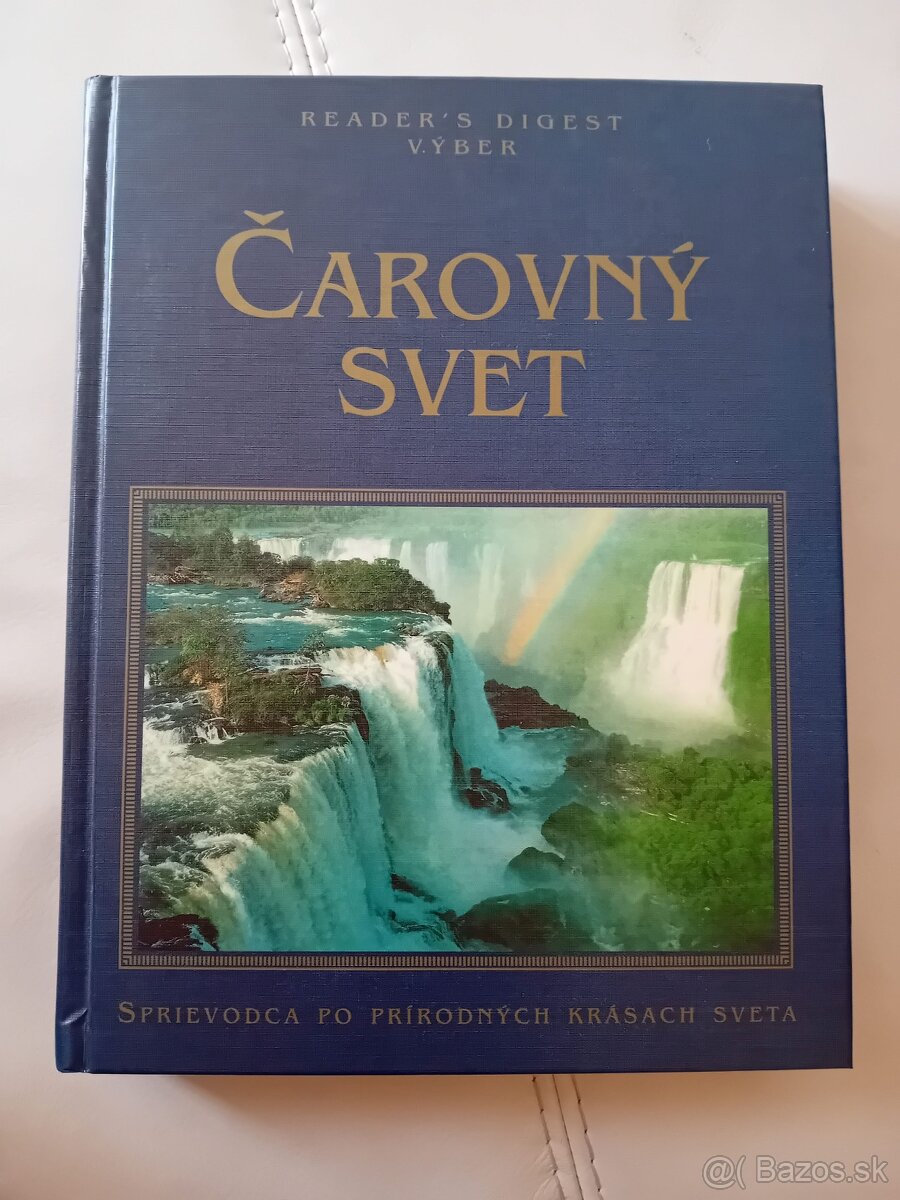 READER'S DIGEST
VÝBER
ČAROVNÝ
SVET
SPRIEVODCA PO PRÍRODNÝCH KRÁSACH SVETA
@( Bazos.sk